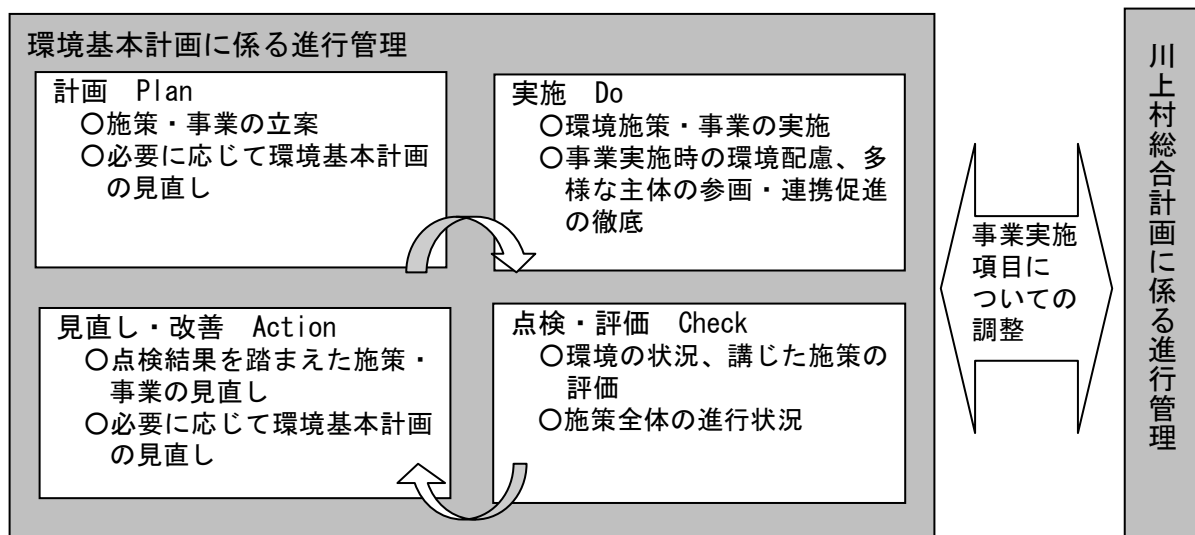 環境基本計画に係る進行管理
計画　Plan
○施策・事業の立案
○必要に応じて環境基本計画
の見直し
実施　Do
○環境施策・事業の実施
○事業実施時の環境配慮、多
様な主体の参画・連携促進
の徹底
見直し・改善　Action
○点検結果を踏まえた施策・
事業の見直し
○必要に応じて環境基本計画
の見直し
点検・評価　Check
○環境の状況、講じた施策の
評価
○施策全体の進行状況
事業実施
項目に
ついての
調整
川上村総合計画に係る進行管理